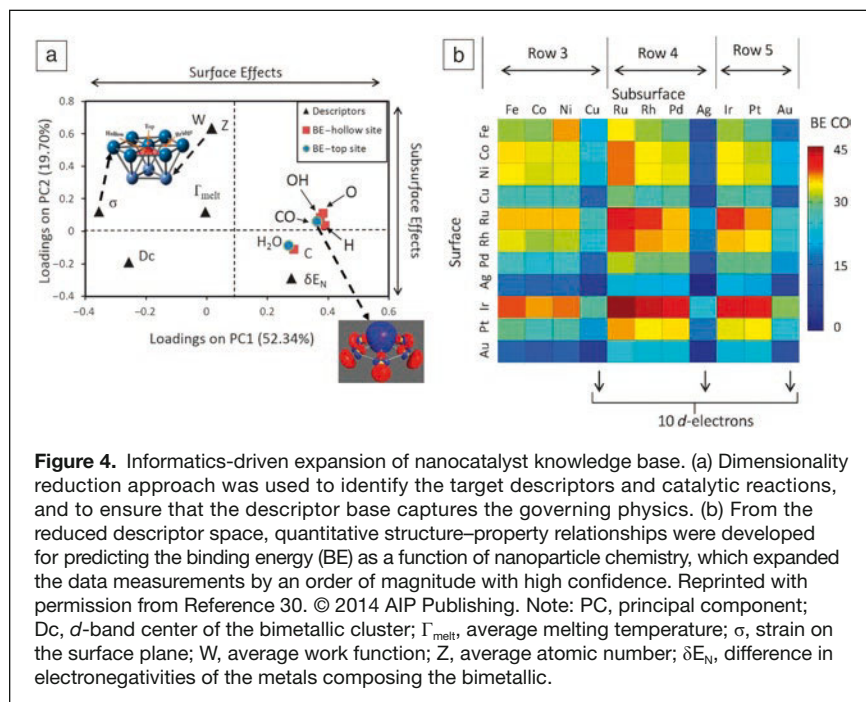 a
Surface Effects
Loadings on PC2 (19.70%)
0.8
0.6
0.4
0.2
0
−0.2
−0.4
−0.4
−0.2
0
0.2
0.4
0.6
Loadings on PC1 (52.34%)
Descriptors
BE–hollow site
BE–top site
Top
W
Z
σ
Γmelt
Dc
OH
O
CO
H
H2O
C
δEN
Subsurface Effects
b
Row 3
Row 4
Row 5
Subsurface
Fe Co Ni Cu Ru Rh Pd Ag Ir Pt Au
Surface
Fe
Co
Ni
Cu
Ru
Rh
Pd
Ag
Ir
Pt
Au
BE CO
45
30
15
0
10 d-electrons
Figure 4. Informatics-driven expansion of nanocatalyst knowledge base. (a) Dimensionality
reduction approach was used to identify the target descriptors and catalytic reactions,
and to ensure that the descriptor base captures the governing physics. (b) From the
reduced descriptor space, quantitative structure–property relationships were developed
for predicting the binding energy (BE) as a function of nanoparticle chemistry, which expanded
the data measurements by an order of magnitude with high confidence. Reprinted with
permission from Reference 30. © 2014 AIP Publishing. Note: PC, principal component;
Dc, d-band center of the bimetallic cluster; Γmelt, average melting temperature; σ, strain on
the surface plane; W, average work function; Z, average atomic number; δEN, difference in
electronegativities of the metals composing the bimetallic.